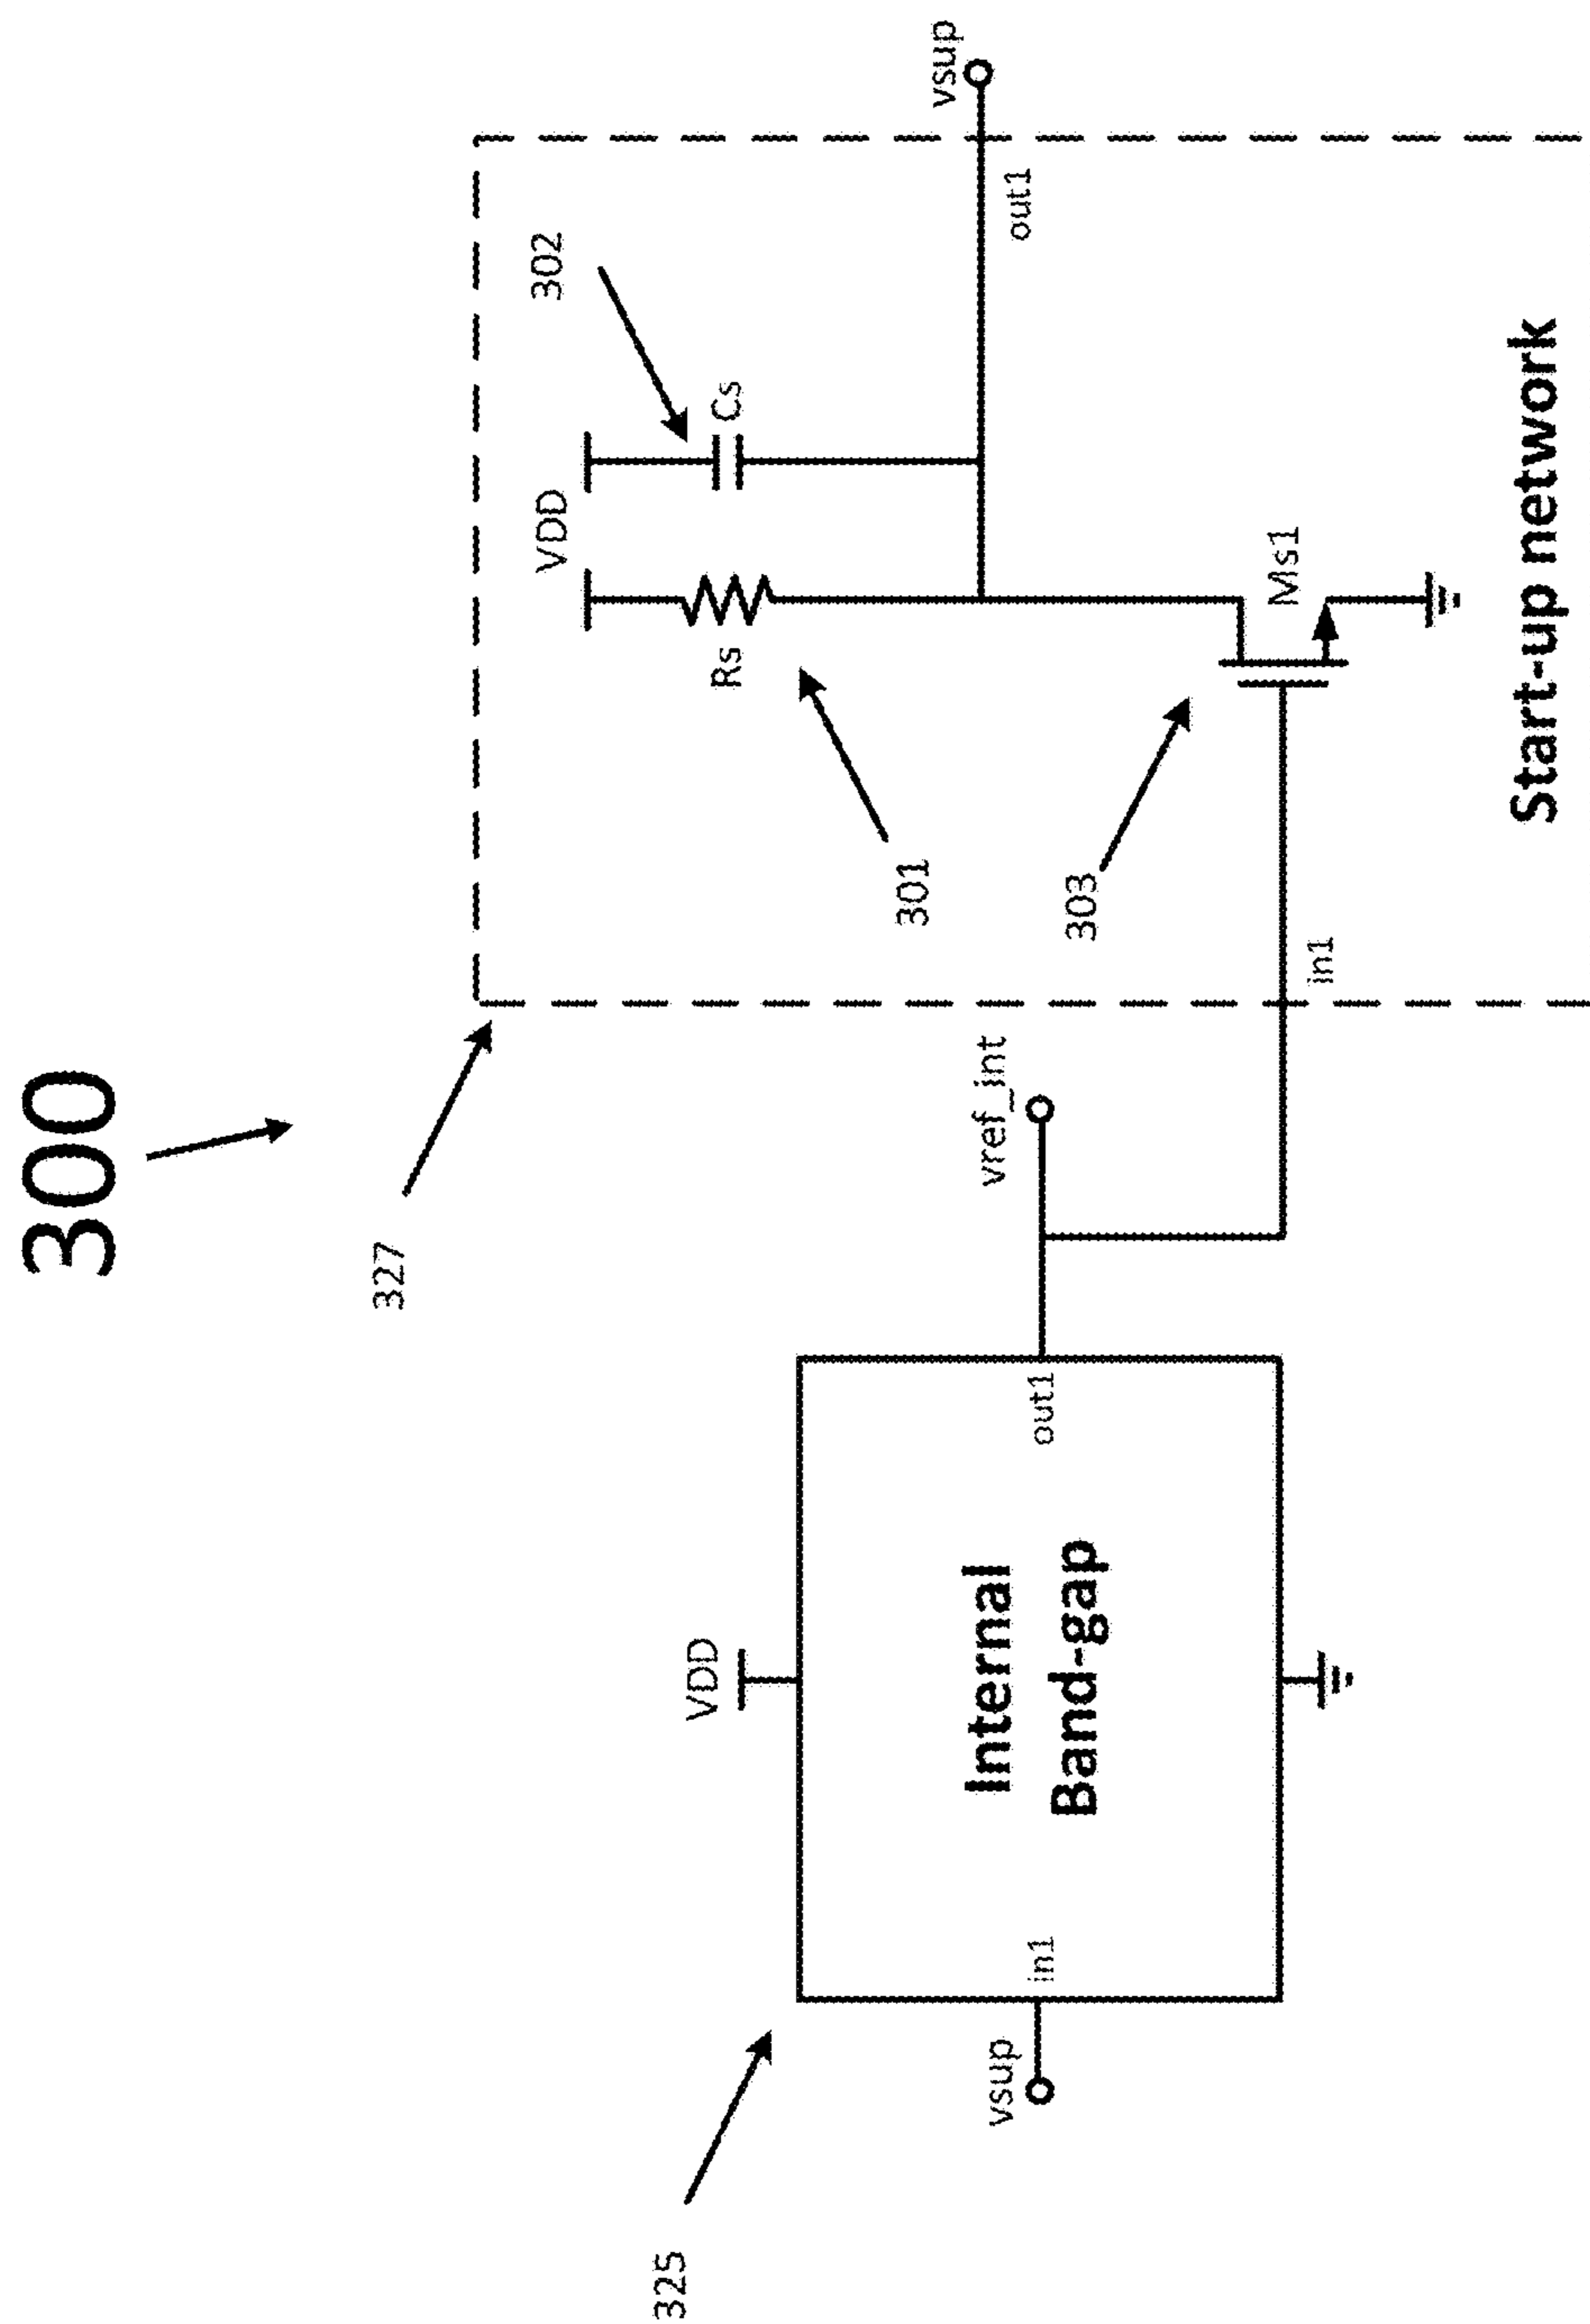 300
327
302
VDD
Rs
Cs
vsup
out1
301
303
Ms1
in1
Start-up network
vref_int
325
VDD
vsup
in1
Internal
Band-gap
out1